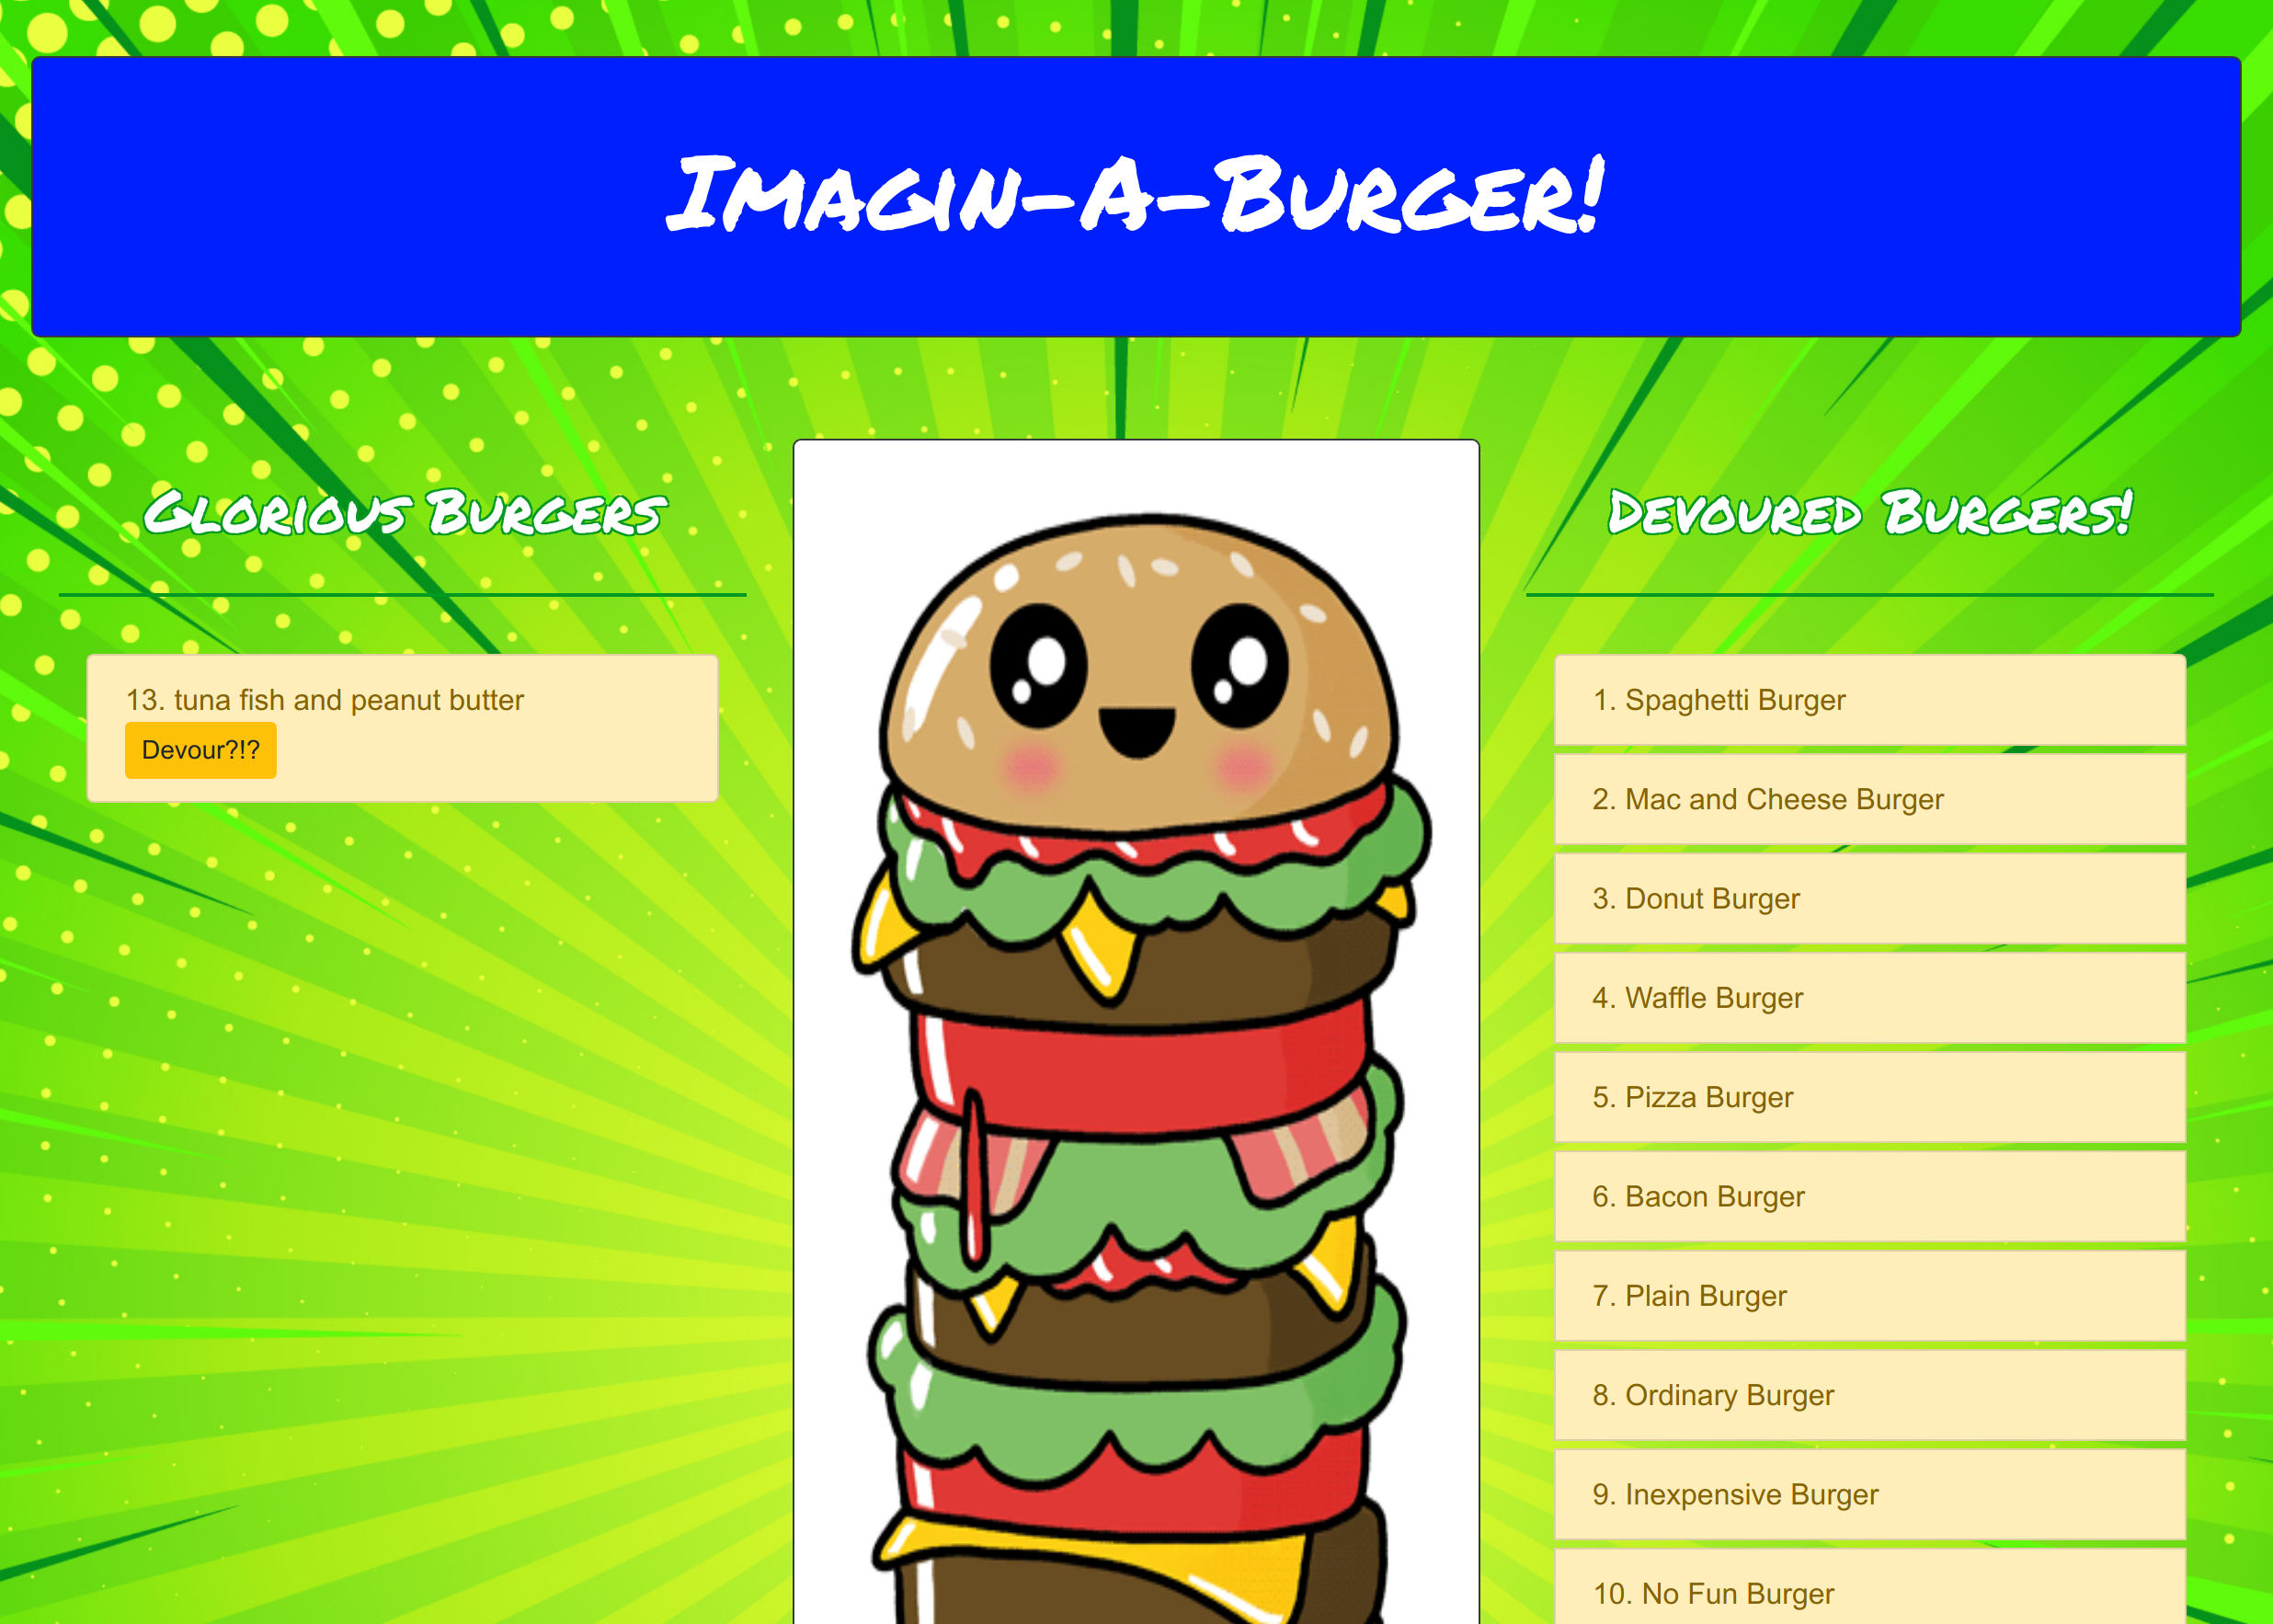 Imagin-A-Burger!
Glorious Burgers
13. tuna fish and peanut butter
Devour?!?
Devoured Burgers!
1. Spaghetti Burger
2. Mac and Cheese Burger
3. Donut Burger
4. Waffle Burger
5. Pizza Burger
6. Bacon Burger
7. Plain Burger
8. Ordinary Burger
9. Inexpensive Burger
10. No Fun Burger